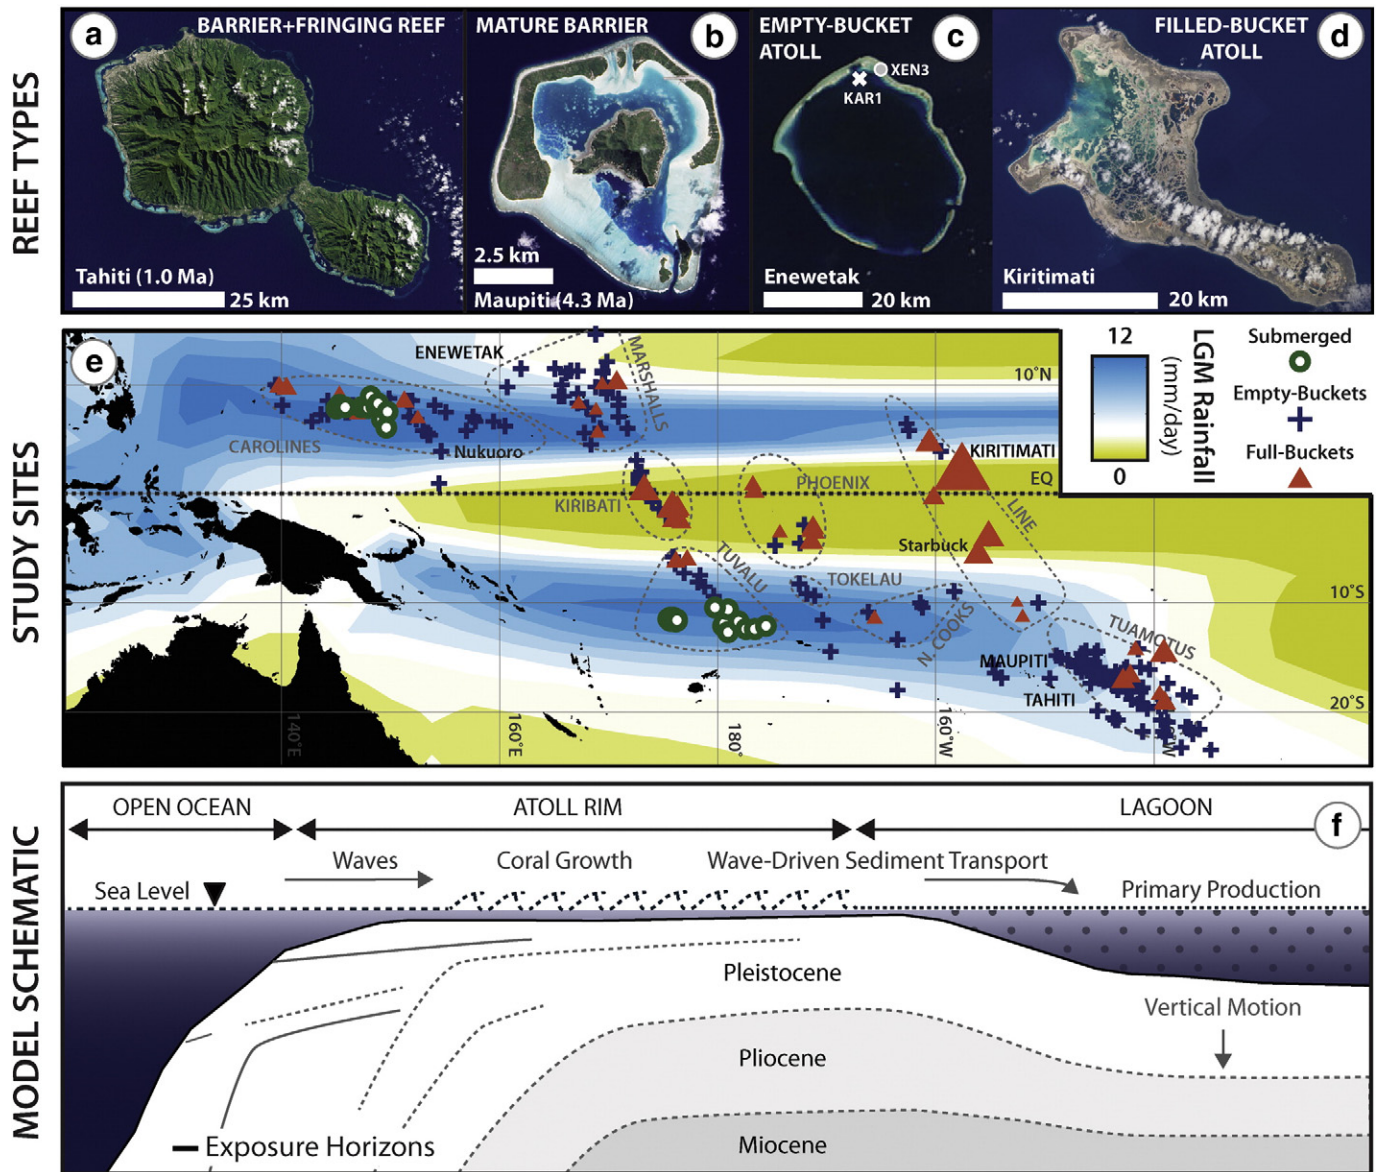 REEF TYPES
a
BARRIER+FRINGING REEF
Tahiti (1.0 Ma)
25 km
MATURE BARRIER
b
2.5 km
Maupiti (4.3 Ma)
EMPTY-BUCKET
ATOLL
c
XEN3
KAR1
Enewetak
20 km
FILLED-BUCKET
ATOLL
d
Kiritimati
20 km
STUDY SITES
e
ENEWETAK
MARSHALLS
10°N
CAROLINES
Nukuoro
KIRITIMATI
EQ
KIRIBATI
PHOENIX
LINE
Starbuck
TUVALU
TOKELAU
10°S
N. COOKS
TUAMOTUS
MAUPITI
TAHITI
20°S
140°E
160°E
180°
160°W
W
12
0
LGM Rainfall
(mm/day)
Submerged
Empty-Buckets
Full-Buckets
MODEL SCHEMATIC
OPEN OCEAN
ATOLL RIM
LAGOON
f
Waves
Coral Growth
Wave-Driven Sediment Transport
Sea Level
Primary Production
Pleistocene
Vertical Motion
Pliocene
Exposure Horizons
Miocene